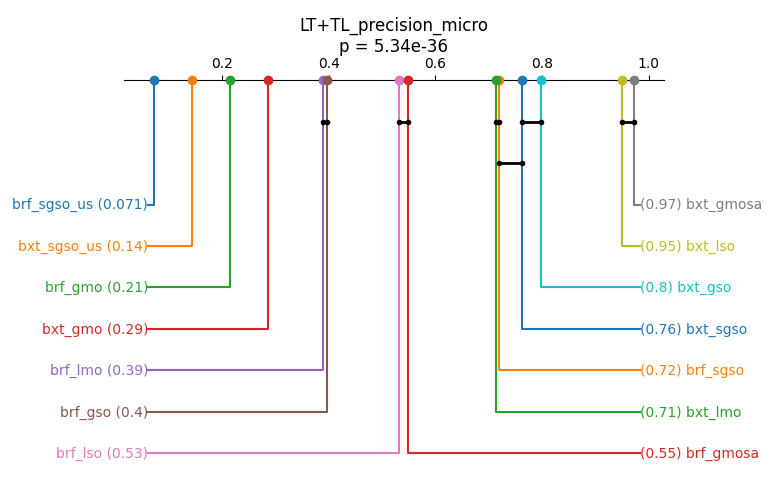 LT+TL_precision_micro
p = 5.34e-36
0.2 0.4 0.6 0.8 1.0
brf_sgso_us (0.071) (0.97) bxt_gmosa
bxt_sgso_us (0.14) (0.95) bxt_lso
brf_gmo (0.21) (0.8) bxt_gso
bxt_gmo (0.29) (0.76) bxt_sgso
brf_lmo (0.39) (0.72) brf_sgso
brf_gso (0.4) (0.71) bxt_lmo
brf_lso (0.53) (0.55) brf_gmosa